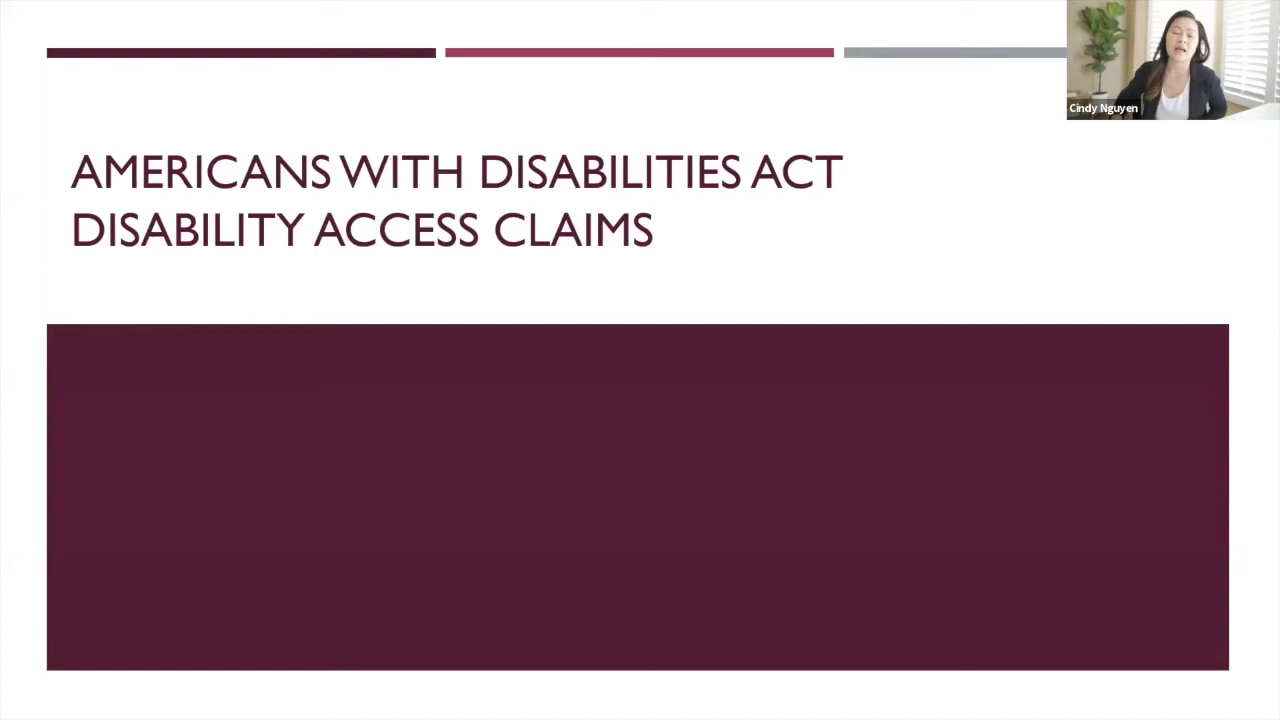 AMERICANS WITH DISABILITIES ACT
DISABILITY ACCESS CLAIMS
Cindy Nguyen